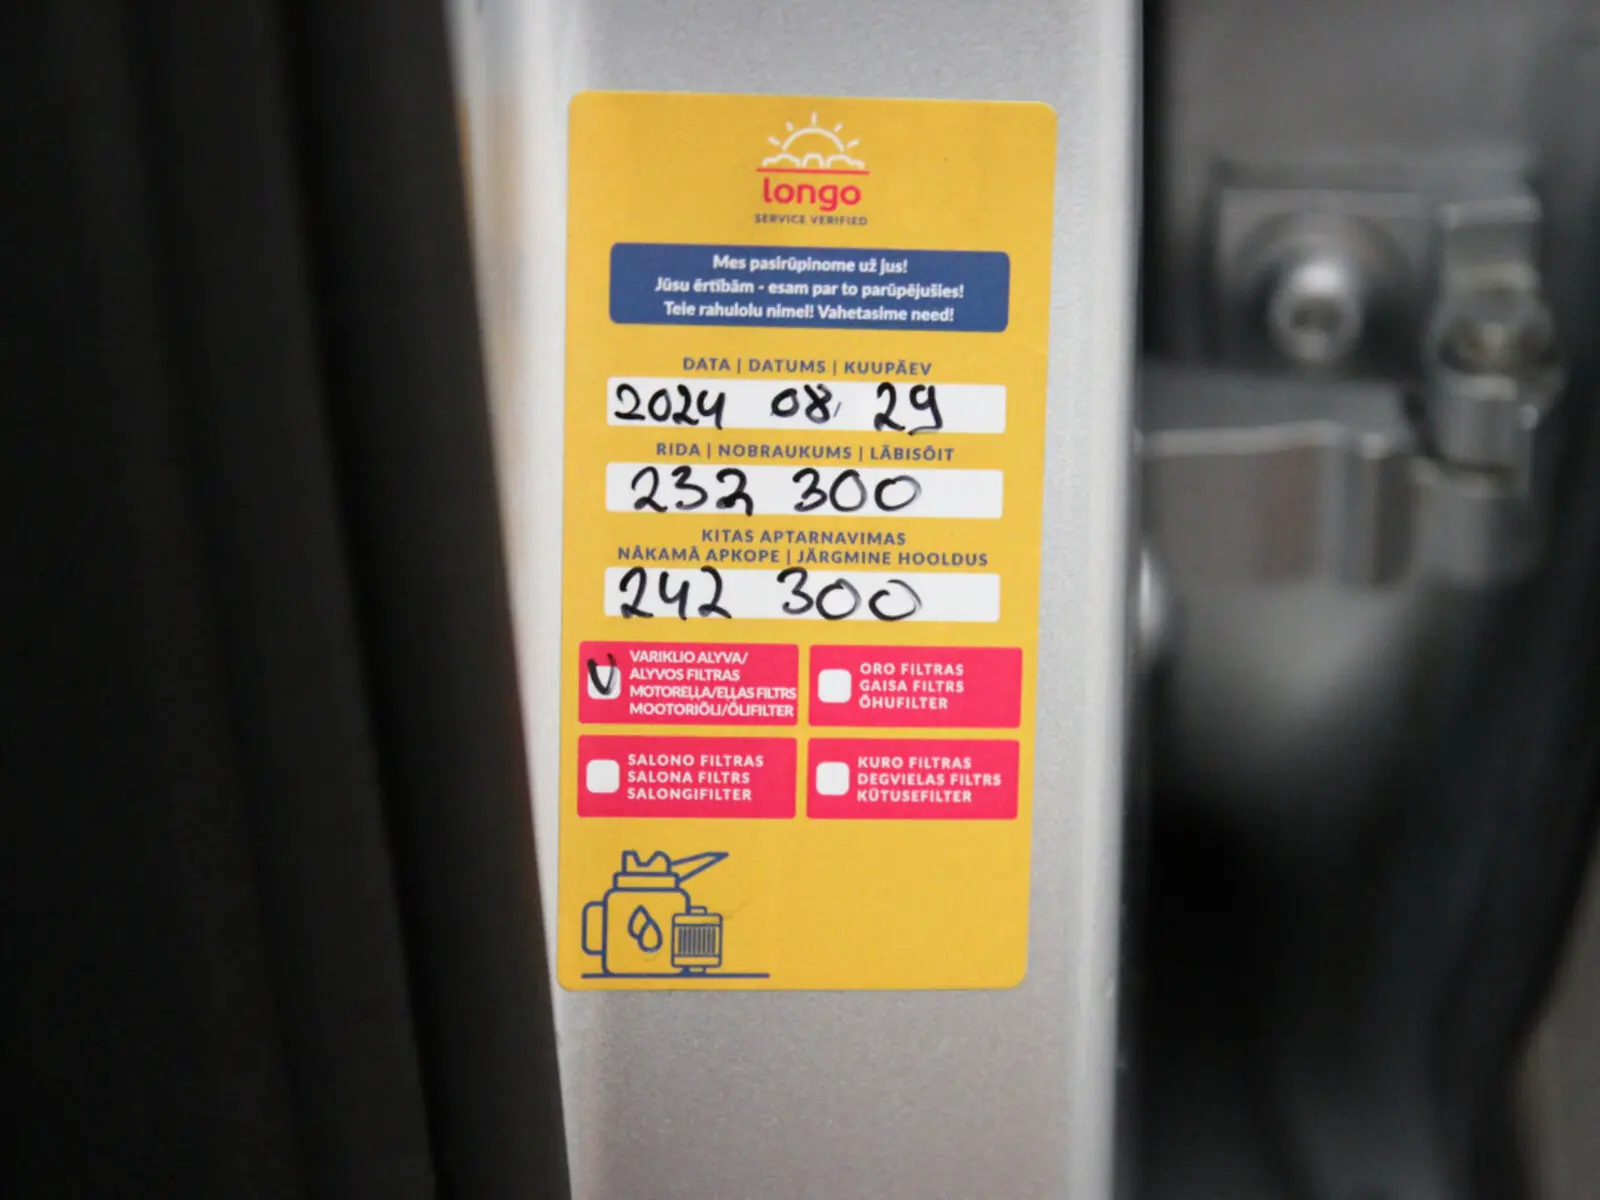 longo
SERVICE VERIFIED
Mes pasirūpinome už jus!
Jūsu ērtībām - esam par to parūpējušies!
Teie rahulolu nimel! Vahetasime need!
DATA | DATUMS | KUUPÄEV
2024 08, 29
RIDA | NOBRAUKUMS | LÄBISÕIT
232 300
KITAS APTARNAVIMAS
NĀKAMĀ APKOPE | JÄRGMINE HOOLDUS
242 300
V
VARIKLIO ALYVA/
ALYVOS FILTRAS
MOTOREĻĻA/EĻĻAS FILTRS
MOOTORIÕLI/ÕLIFILTER
ORO FILTRAS
GAISA FILTRS
ÕHUFILTER
SALONO FILTRAS
SALONA FILTRS
SALONGIFILTER
KURO FILTRAS
DEGVIELAS FILTRS
KÜTUSEFILTER